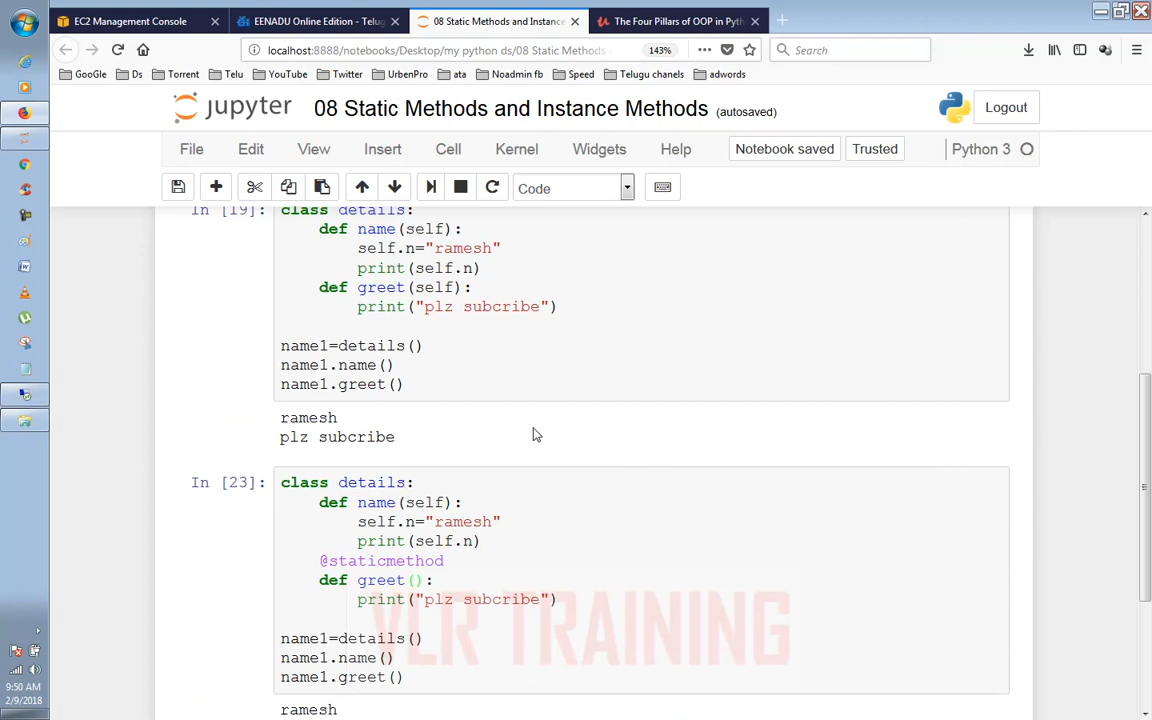 EC2 Management Console
EENADU Online Edition - Telug
08 Static Methods and Instance
The Four Pillars of OOP in Pyth
localhost:8888/notebooks/Desktop/my python ds/08 Static Methods
143%
Search
GooGle
Ds
Torrent
Telu
YouTube
Twitter
UrbenPro
ata
Noadmin fb
Speed
Telugu chanels
adwords
jupyter
08 Static Methods and Instance Methods (autosaved)
Logout
File
Edit
View
Insert
Cell
Kernel
Widgets
Help
Notebook saved
Trusted
Python 3
Code
In [19]:
class details:
def name(self):
self.n="ramesh"
print(self.n)
def greet(self):
print("plz subcribe")
name1=details()
name1.name()
name1.greet()
ramesh
plz subcribe
In [23]:
class details:
def name(self):
self.n="ramesh"
print(self.n)
@staticmethod
def greet():
print("plz subcribe")
name1=details()
name1.name()
name1.greet()
ramesh
VLR TRAINING
9:50 AM
2/9/2018